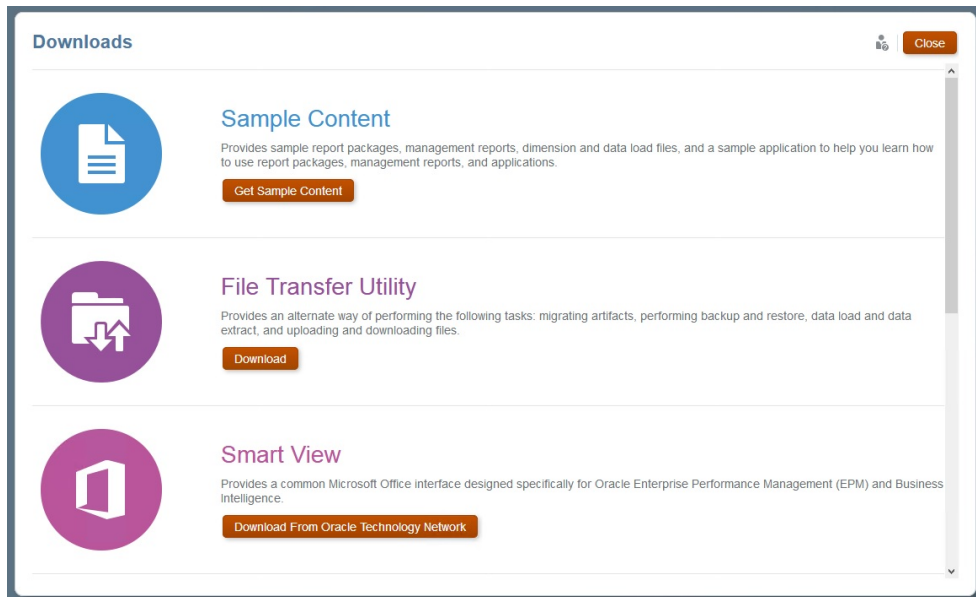 Downloads
Close
Sample Content
Provides sample report packages, management reports, dimension and data load files, and a sample application to help you learn how
to use report packages, management reports, and applications.
Get Sample Content
File Transfer Utility
Provides an alternate way of performing the following tasks: migrating artifacts, performing backup and restore, data load and data
extract, and uploading and downloading files.
Download
Smart View
Provides a common Microsoft Office interface designed specifically for Oracle Enterprise Performance Management (EPM) and Business
Intelligence.
Download From Oracle Technology Network